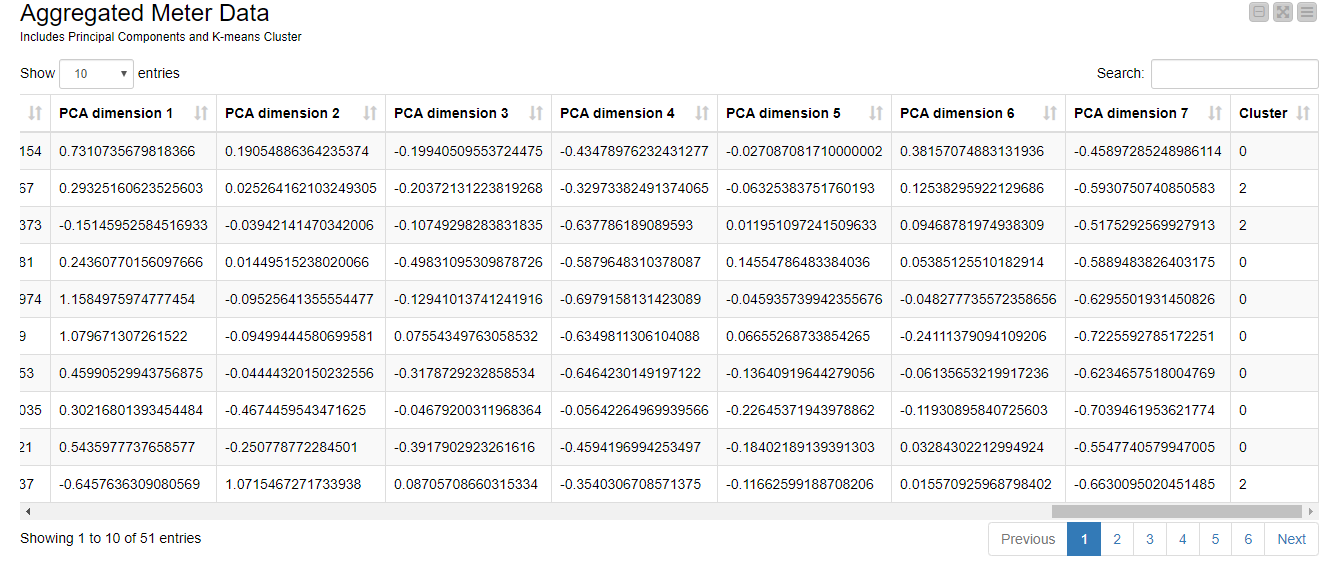 Aggregated Meter Data
Includes Principal Components and K-means Cluster
Show 10 entries Search:
PCA dimension 1 PCA dimension 2 PCA dimension 3 PCA dimension 4 PCA dimension 5 PCA dimension 6 PCA dimension 7 Cluster
154 0.7310735679818366 0.19054886364235374 -0.19940509553724475 -0.43478976232431277 -0.027087081710000002 0.38157074883131936 -0.45897285248986114 0
67 0.29325160623525603 0.025264162103249305 -0.20372131223819268 -0.32973382491374065 -0.06325383751760193 0.12538295922129686 -0.5930750740850583 2
373 -0.15145952584516933 -0.03942141470342006 -0.10749298283831835 -0.637786189089593 0.011951097241509633 0.09468781974938309 -0.5175292569927913 2
81 0.24360770156097666 0.01449515238020066 -0.49831095309878726 -0.5879648310378087 0.14554786483384036 0.05385125510182914 -0.5889483826403175 0
974 1.1584975974777454 -0.09525641355554477 -0.12941013741241916 -0.6979158131423089 -0.045935739942355676 -0.048277735572358656 -0.6295501931450826 0
9 1.079671307261522 -0.09499444580699581 0.07554349763058532 -0.6349811306104088 0.06655268733854265 -0.24111379094109206 -0.7225592785172251 0
53 0.45990529943756875 -0.04444320150232556 -0.3178729232858534 -0.6464230149197122 -0.13640919644279056 -0.06135653219917236 -0.6234657518004769 0
035 0.30216801393454484 -0.4674459543471625 -0.04679200311968364 -0.05642264969939566 -0.22645371943978862 -0.11930895840725603 -0.7039461953621774 0
21 0.5435977737658577 -0.250778772284501 -0.3917902923261616 -0.4594196994253497 -0.18402189139391303 0.03284302212994924 -0.5547740579947005 0
37 -0.6457636309080569 1.0715467271733938 0.08705708660315334 -0.3540306708571375 -0.11662599188708206 0.015570925968798402 -0.6630095020451485 2
Showing 1 to 10 of 51 entries Previous 1 2 3 4 5 6 Next